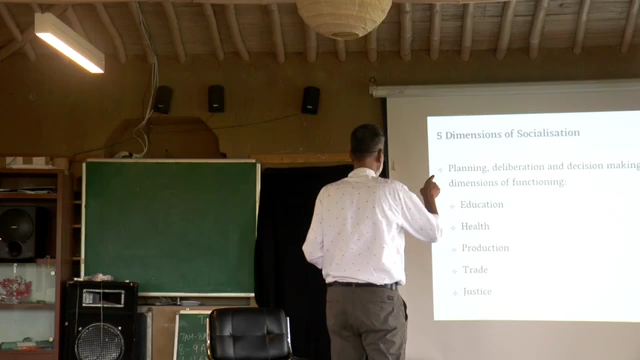 5 Dimensions of Socialisation
Planning, deliberation and decision making
dimensions of functioning:
Education
Health
Production
Trade
Justice